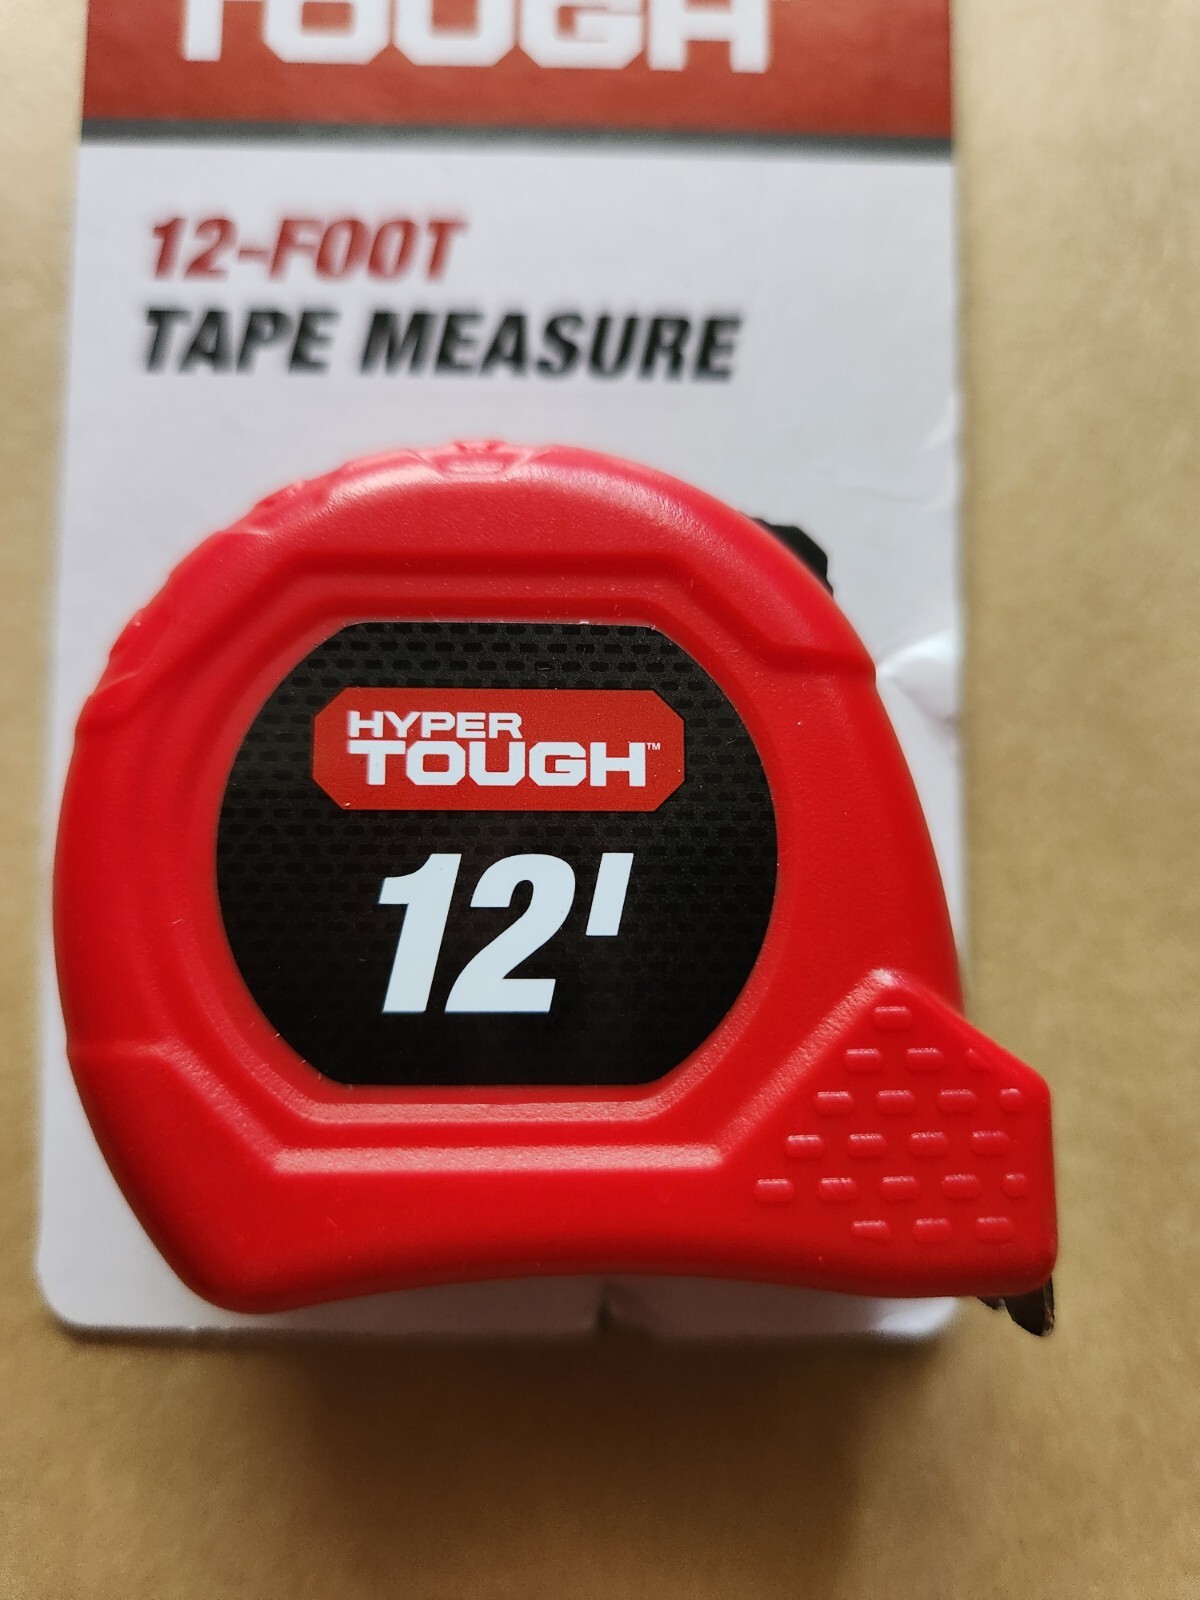 TOUGH
12-FOOT
TAPE MEASURE
HYPER
TOUGH™
12'